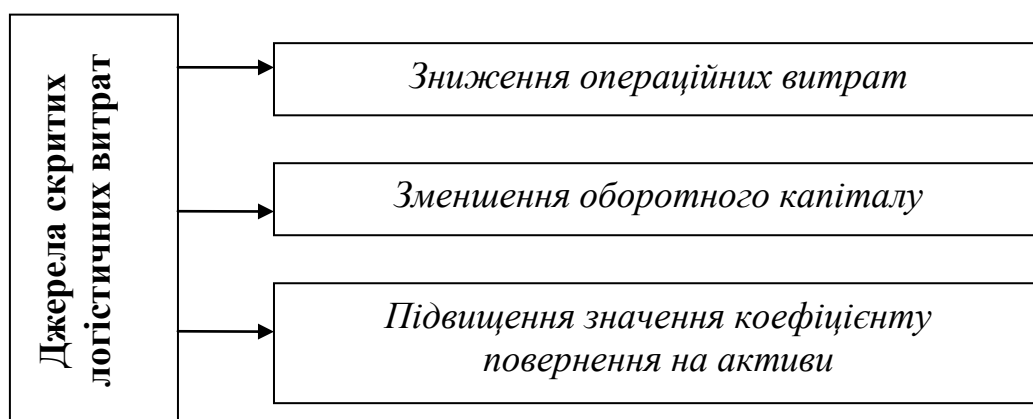 Джерела скритих
логістичних витрат
Зниження операційних витрат
Зменшення оборотного капіталу
Підвищення значення коефіцієнту
повернення на активи